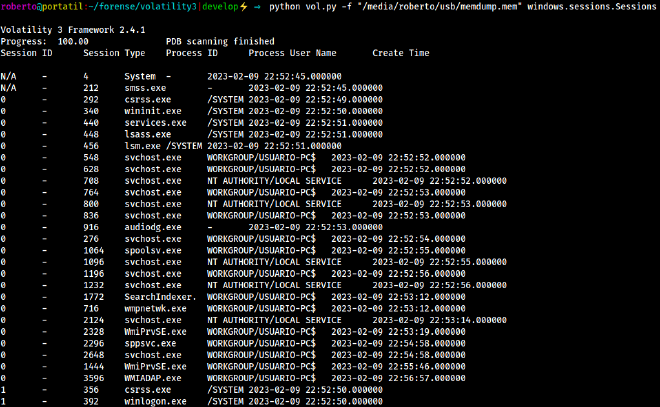 roberto@portatil:~/forense/volatility3|develop⚡ ⇒ python vol.py -f "/media/roberto/usb/memdump.mem" windows.sessions.Sessions
Volatility 3 Framework 2.4.1
Progress: 100.00 PDB scanning finished
Session ID Session Type Process ID Process User Name Create Time
N/A - 4 System - 2023-02-09 22:52:45.000000
N/A - 212 smss.exe - 2023-02-09 22:52:45.000000
0 - 292 csrss.exe /SYSTEM 2023-02-09 22:52:49.000000
0 - 340 wininit.exe /SYSTEM 2023-02-09 22:52:50.000000
0 - 440 services.exe /SYSTEM 2023-02-09 22:52:51.000000
0 - 448 lsass.exe /SYSTEM 2023-02-09 22:52:51.000000
0 - 456 lsm.exe /SYSTEM 2023-02-09 22:52:51.000000
0 - 548 svchost.exe WORKGROUP/USUARIO-PC$ 2023-02-09 22:52:52.000000
0 - 628 svchost.exe WORKGROUP/USUARIO-PC$ 2023-02-09 22:52:52.000000
0 - 708 svchost.exe NT AUTHORITY/LOCAL SERVICE 2023-02-09 22:52:52.000000
0 - 764 svchost.exe WORKGROUP/USUARIO-PC$ 2023-02-09 22:52:53.000000
0 - 800 svchost.exe NT AUTHORITY/LOCAL SERVICE 2023-02-09 22:52:53.000000
0 - 836 svchost.exe WORKGROUP/USUARIO-PC$ 2023-02-09 22:52:53.000000
0 - 916 audiodg.exe - 2023-02-09 22:52:53.000000
0 - 276 svchost.exe WORKGROUP/USUARIO-PC$ 2023-02-09 22:52:54.000000
0 - 1064 spoolsv.exe WORKGROUP/USUARIO-PC$ 2023-02-09 22:52:55.000000
0 - 1096 svchost.exe NT AUTHORITY/LOCAL SERVICE 2023-02-09 22:52:55.000000
0 - 1196 svchost.exe WORKGROUP/USUARIO-PC$ 2023-02-09 22:52:56.000000
0 - 1232 svchost.exe NT AUTHORITY/LOCAL SERVICE 2023-02-09 22:52:56.000000
0 - 1772 SearchIndexer. WORKGROUP/USUARIO-PC$ 2023-02-09 22:53:12.000000
0 - 716 wmpnetwk.exe WORKGROUP/USUARIO-PC$ 2023-02-09 22:53:12.000000
0 - 2124 svchost.exe NT AUTHORITY/LOCAL SERVICE 2023-02-09 22:53:14.000000
0 - 2328 WmiPrvSE.exe WORKGROUP/USUARIO-PC$ 2023-02-09 22:53:19.000000
0 - 2296 sppsvc.exe WORKGROUP/USUARIO-PC$ 2023-02-09 22:54:58.000000
0 - 2648 svchost.exe WORKGROUP/USUARIO-PC$ 2023-02-09 22:54:58.000000
0 - 1444 WmiPrvSE.exe WORKGROUP/USUARIO-PC$ 2023-02-09 22:55:46.000000
0 - 3596 WMIADAP.exe WORKGROUP/USUARIO-PC$ 2023-02-09 22:56:57.000000
1 - 356 csrss.exe /SYSTEM 2023-02-09 22:52:50.000000
1 - 392 winlogon.exe /SYSTEM 2023-02-09 22:52:50.000000